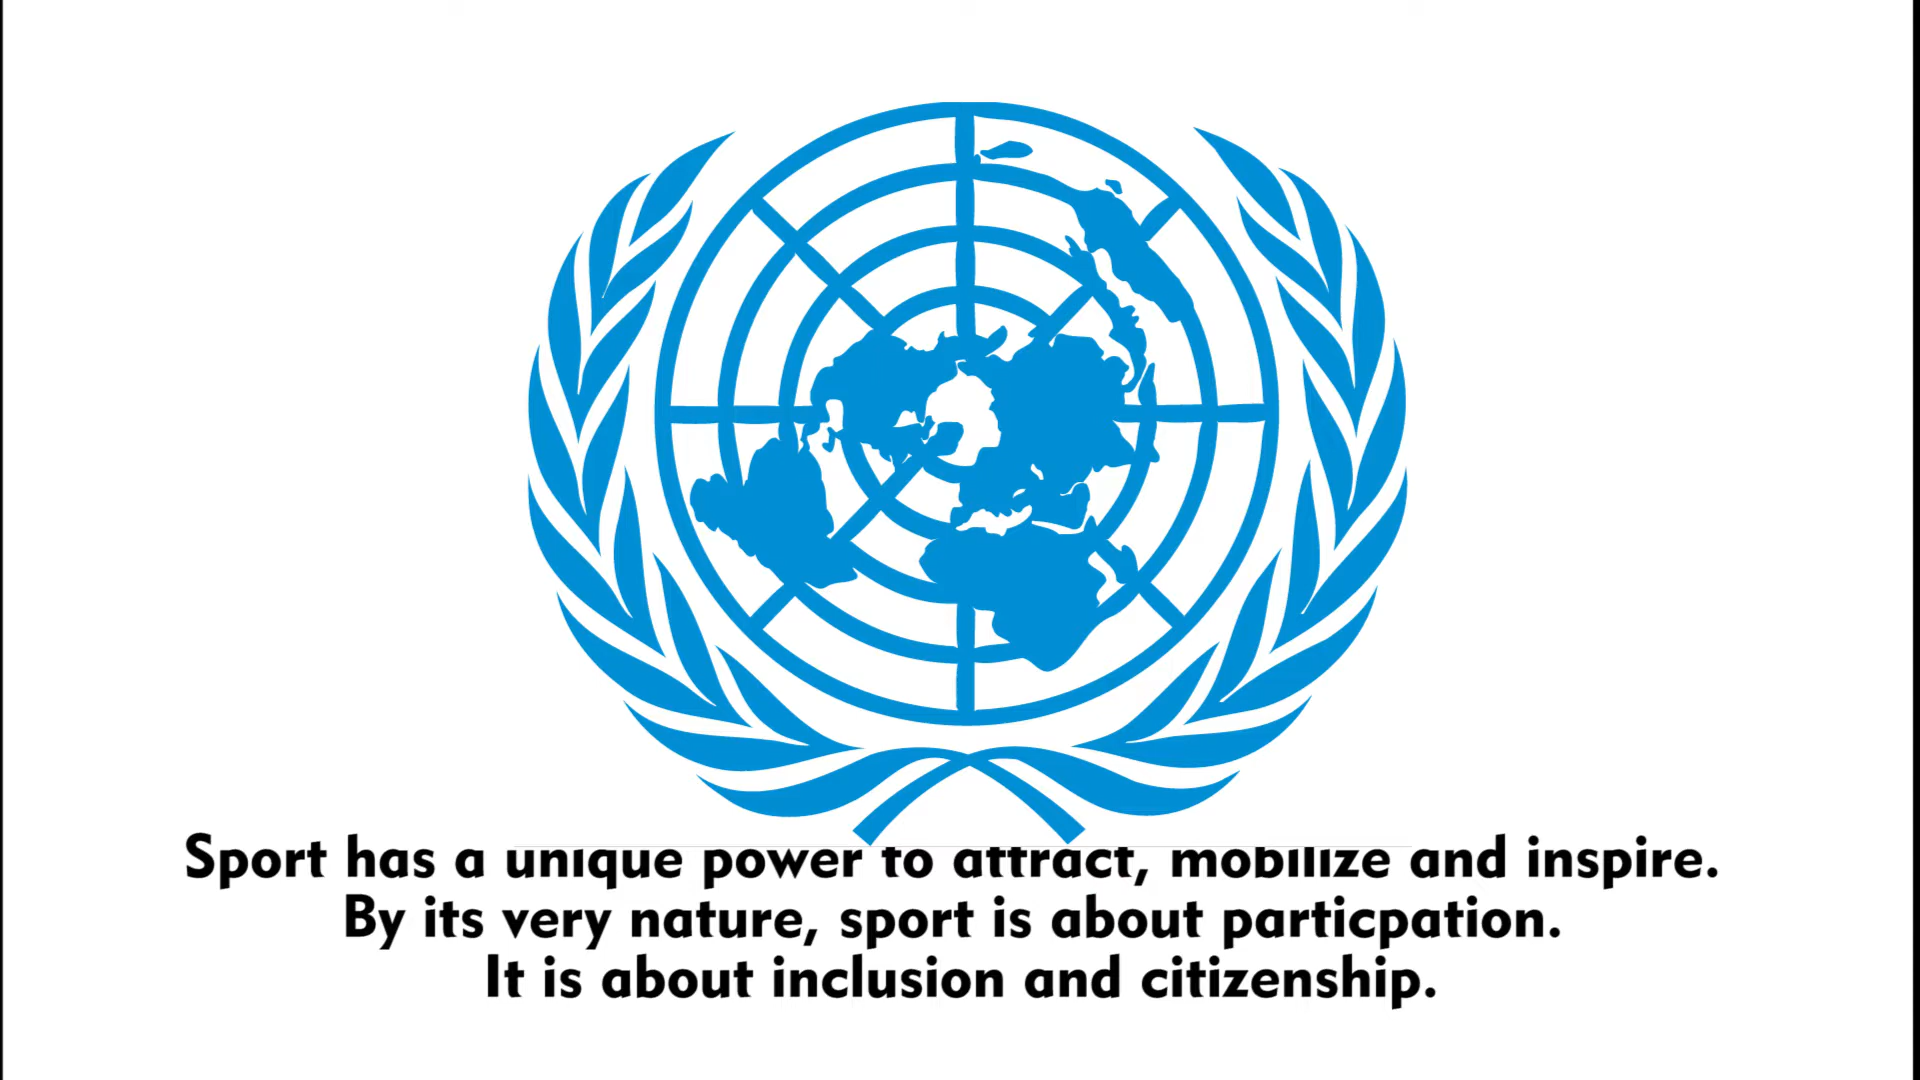 Sport has a unique power to attract, mobilize and inspire.
By its very nature, sport is about particpation.
It is about inclusion and citizenship.